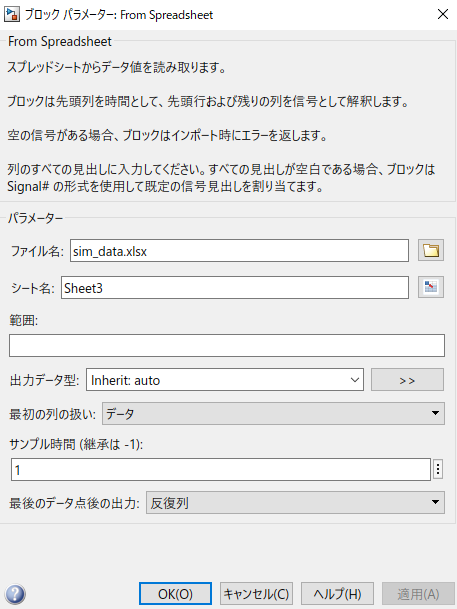 ブロック パラメーター: From Spreadsheet
From Spreadsheet
スプレッドシートからデータ値を読み取ります。
ブロックは先頭列を時間として、先頭行および残りの列を信号として解釈します。
空の信号がある場合、ブロックはインポート時にエラーを返します。
列のすべての見出しに入力してください。すべての見出しが空白である場合、ブロックは
Signal# の形式を使用して既定の信号見出しを割り当てます。
パラメーター
ファイル名: sim_data.xlsx
シート名: Sheet3
範囲:
出力データ型: Inherit: auto >>
最初の列の扱い: データ
サンプル時間 (継承は -1):
1
最後のデータ点後の出力: 反復列
OK(O) キャンセル(C) ヘルプ(H) 適用(A)